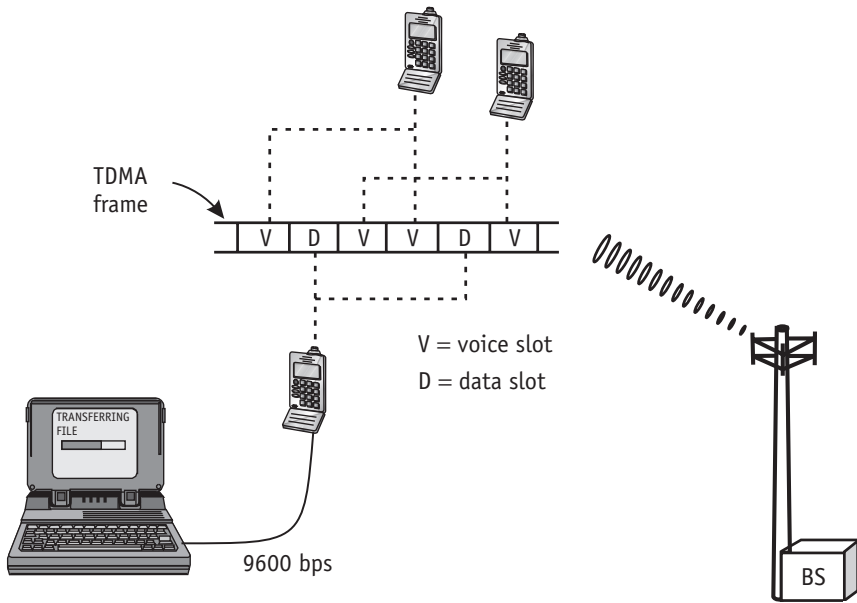 TDMA
frame
V D V V D V
V = voice slot
D = data slot
TRANSFERRING
FILE
9600 bps
BS